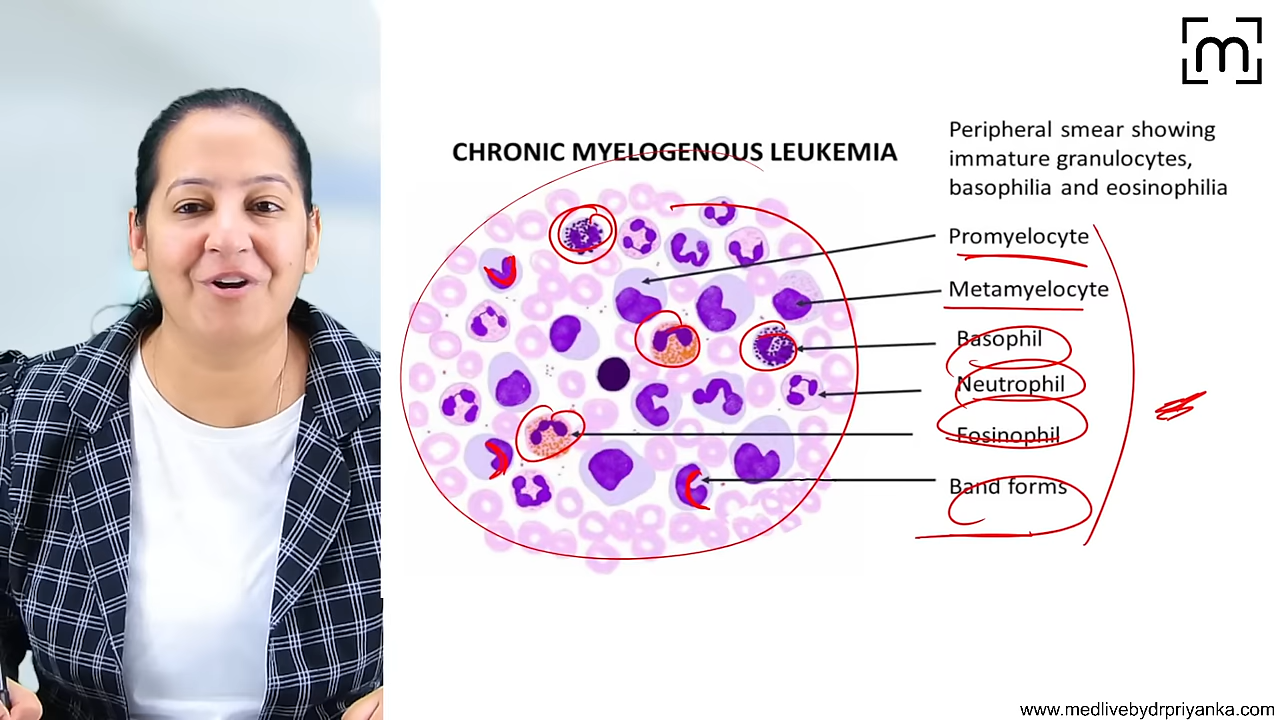 m
CHRONIC MYELOGENOUS LEUKEMIA
Peripheral smear showing
immature granulocytes,
basophilia and eosinophilia
Promyelocyte
Metamyelocyte
Basophil
Neutrophil
Eosinophil
Band forms
www.medlivebydrpriyanka.com